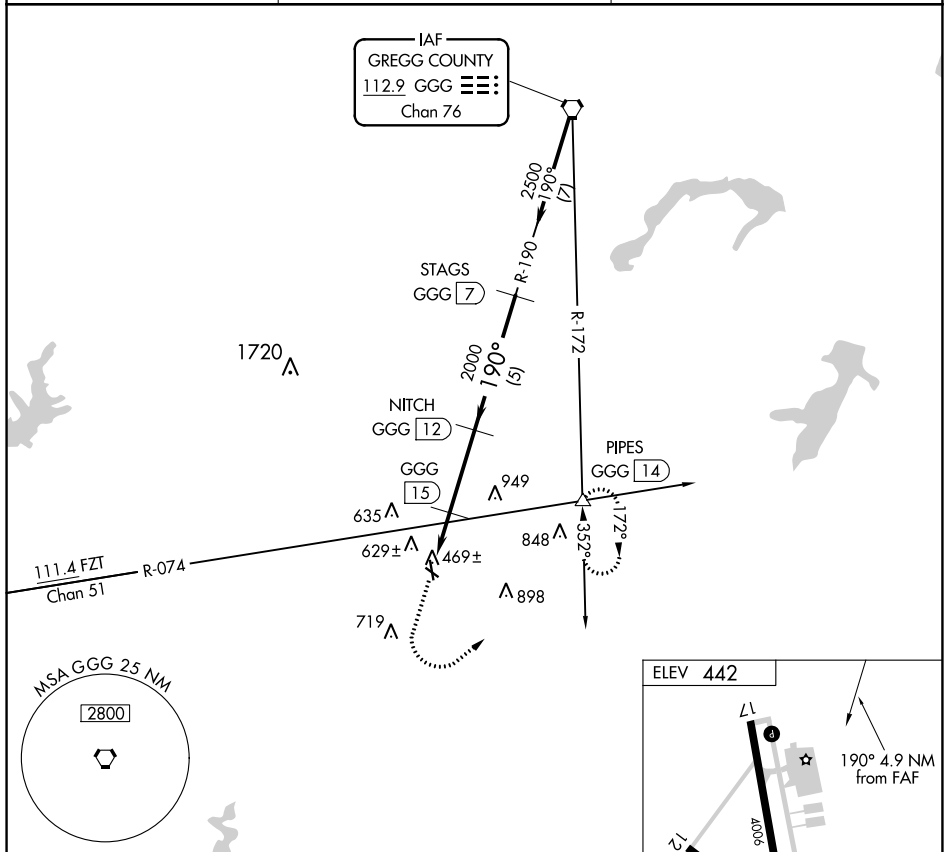 IAF
GREGG COUNTY
112.9 GGG
Chan 76
2500
190°
(7)
R-190
STAGS
GGG 7
R-172
1720
2000
190°
(5)
NITCH
GGG 12
PIPES
GGG 14
GGG
15
949
635
629±
469±
848
352°
172°
111.4 FZT
Chan 51
R-074
898
719
MSA GGG 25 NM
2800
ELEV 442
17
P
190° 4.9 NM
from FAF
4006
12